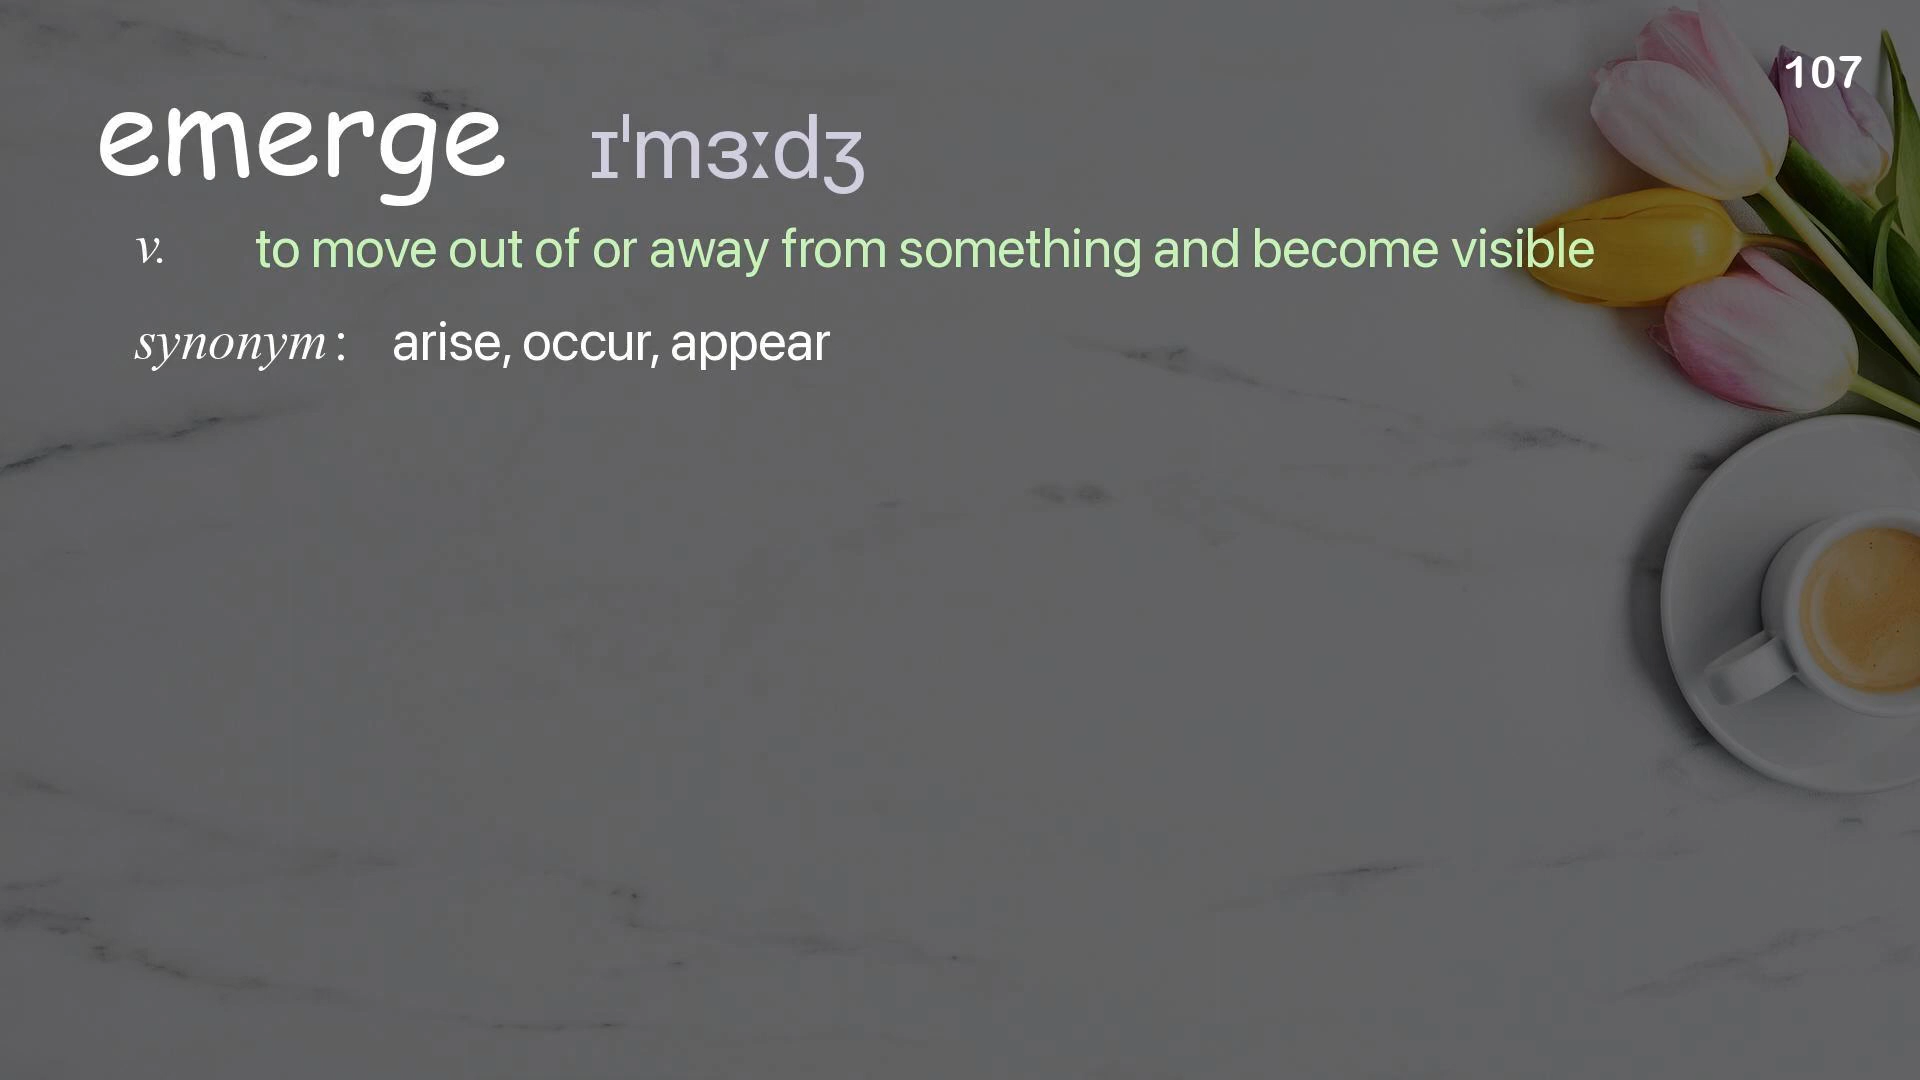 107
emerge ɪˈmɜːdʒ
v. to move out of or away from something and become visible
synonym : arise, occur, appear